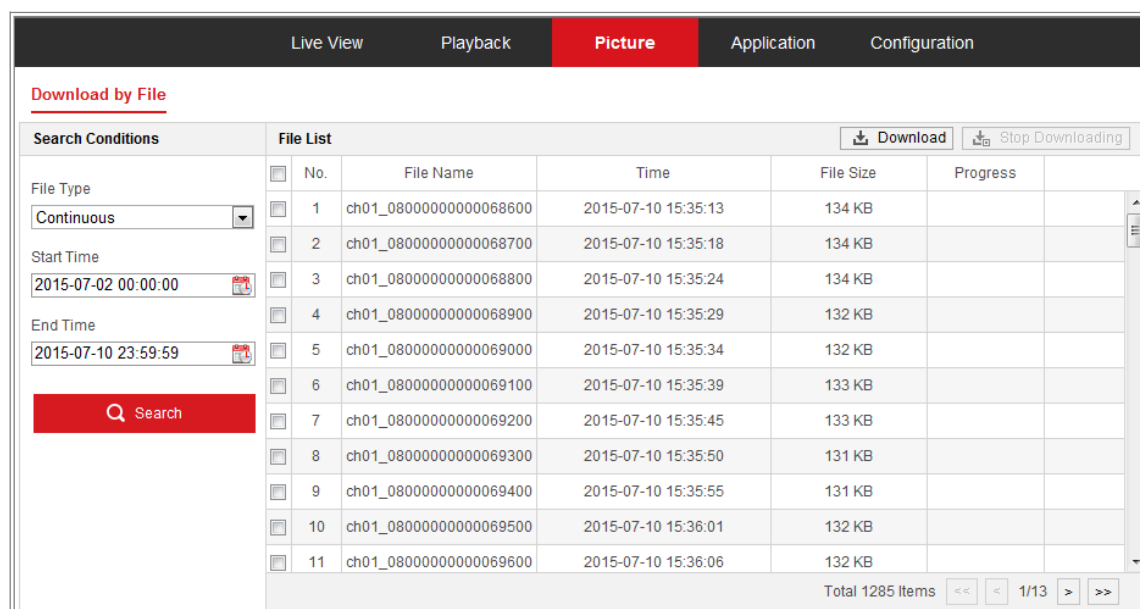 Live View Playback Picture Application Configuration
Download by File
Search Conditions
File Type
Continuous
Start Time
2015-07-02 00:00:00
End Time
2015-07-10 23:59:59
Search
File List Download Stop Downloading
No. File Name Time File Size Progress
1 ch01_08000000000068600 2015-07-10 15:35:13 134 KB
2 ch01_08000000000068700 2015-07-10 15:35:18 134 KB
3 ch01_08000000000068800 2015-07-10 15:35:24 134 KB
4 ch01_08000000000068900 2015-07-10 15:35:29 132 KB
5 ch01_08000000000069000 2015-07-10 15:35:34 132 KB
6 ch01_08000000000069100 2015-07-10 15:35:39 133 KB
7 ch01_08000000000069200 2015-07-10 15:35:45 133 KB
8 ch01_08000000000069300 2015-07-10 15:35:50 131 KB
9 ch01_08000000000069400 2015-07-10 15:35:55 131 KB
10 ch01_08000000000069500 2015-07-10 15:36:01 132 KB
11 ch01_08000000000069600 2015-07-10 15:36:06 132 KB
Total 1285 Items << < 1/13 > >>